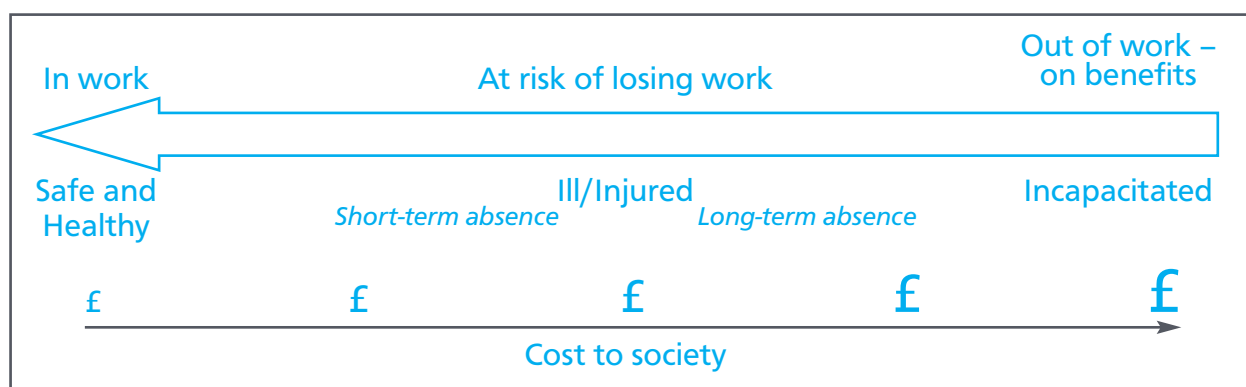 Out of work –
on benefits
In work
At risk of losing work
Safe and
Healthy
Ill/Injured
Incapacitated
Short-term absence
Long-term absence
£ £ £ £ £
Cost to society